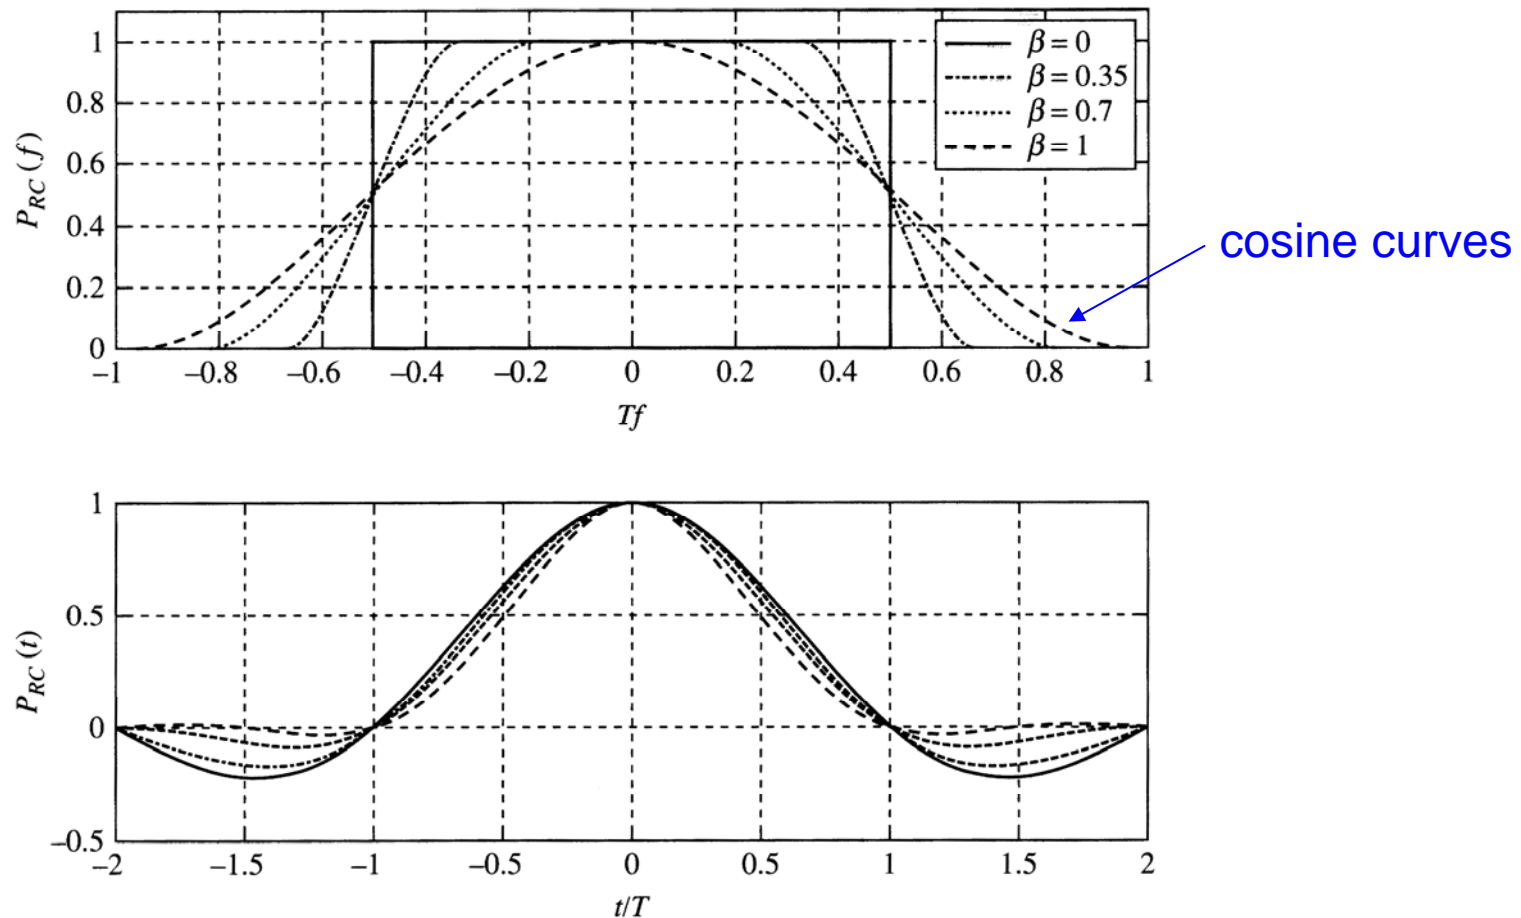 1
0.8
0.6
0.4
0.2
0
P_RC (f)
β = 0
β = 0.35
β = 0.7
β = 1
cosine curves
−1 −0.8 −0.6 −0.4 −0.2 0 0.2 0.4 0.6 0.8 1
Tf
1
0.5
0
−0.5
P_RC (t)
−2 −1.5 −1 −0.5 0 0.5 1 1.5 2
t/T